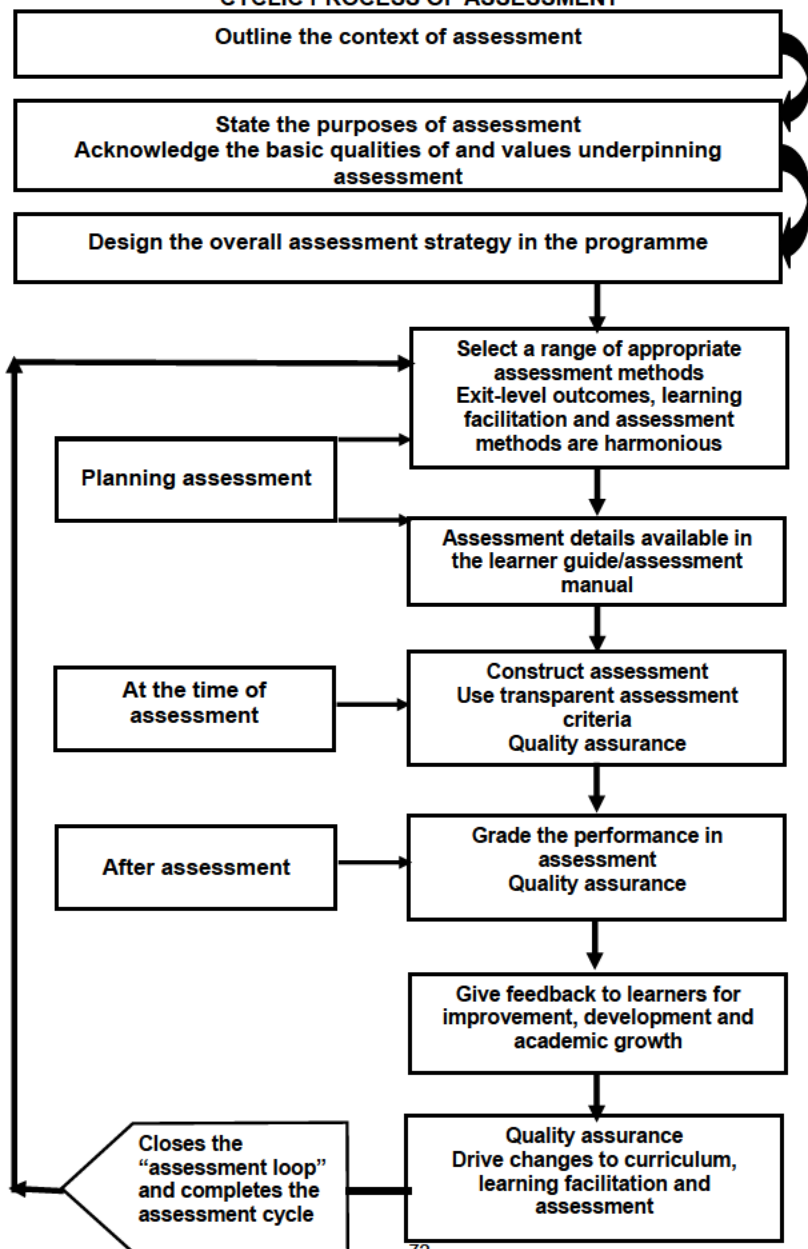 CYCLIC PROCESS OF ASSESSMENT
Outline the context of assessment
State the purposes of assessment
Acknowledge the basic qualities of and values underpinning
assessment
Design the overall assessment strategy in the programme
Select a range of appropriate
assessment methods
Exit-level outcomes, learning
facilitation and assessment
methods are harmonious
Planning assessment
Assessment details available in
the learner guide/assessment
manual
At the time of
assessment
Construct assessment
Use transparent assessment
criteria
Quality assurance
After assessment
Grade the performance in
assessment
Quality assurance
Give feedback to learners for
improvement, development and
academic growth
Closes the
“assessment loop”
and completes the
assessment cycle
Quality assurance
Drive changes to curriculum,
learning facilitation and
assessment